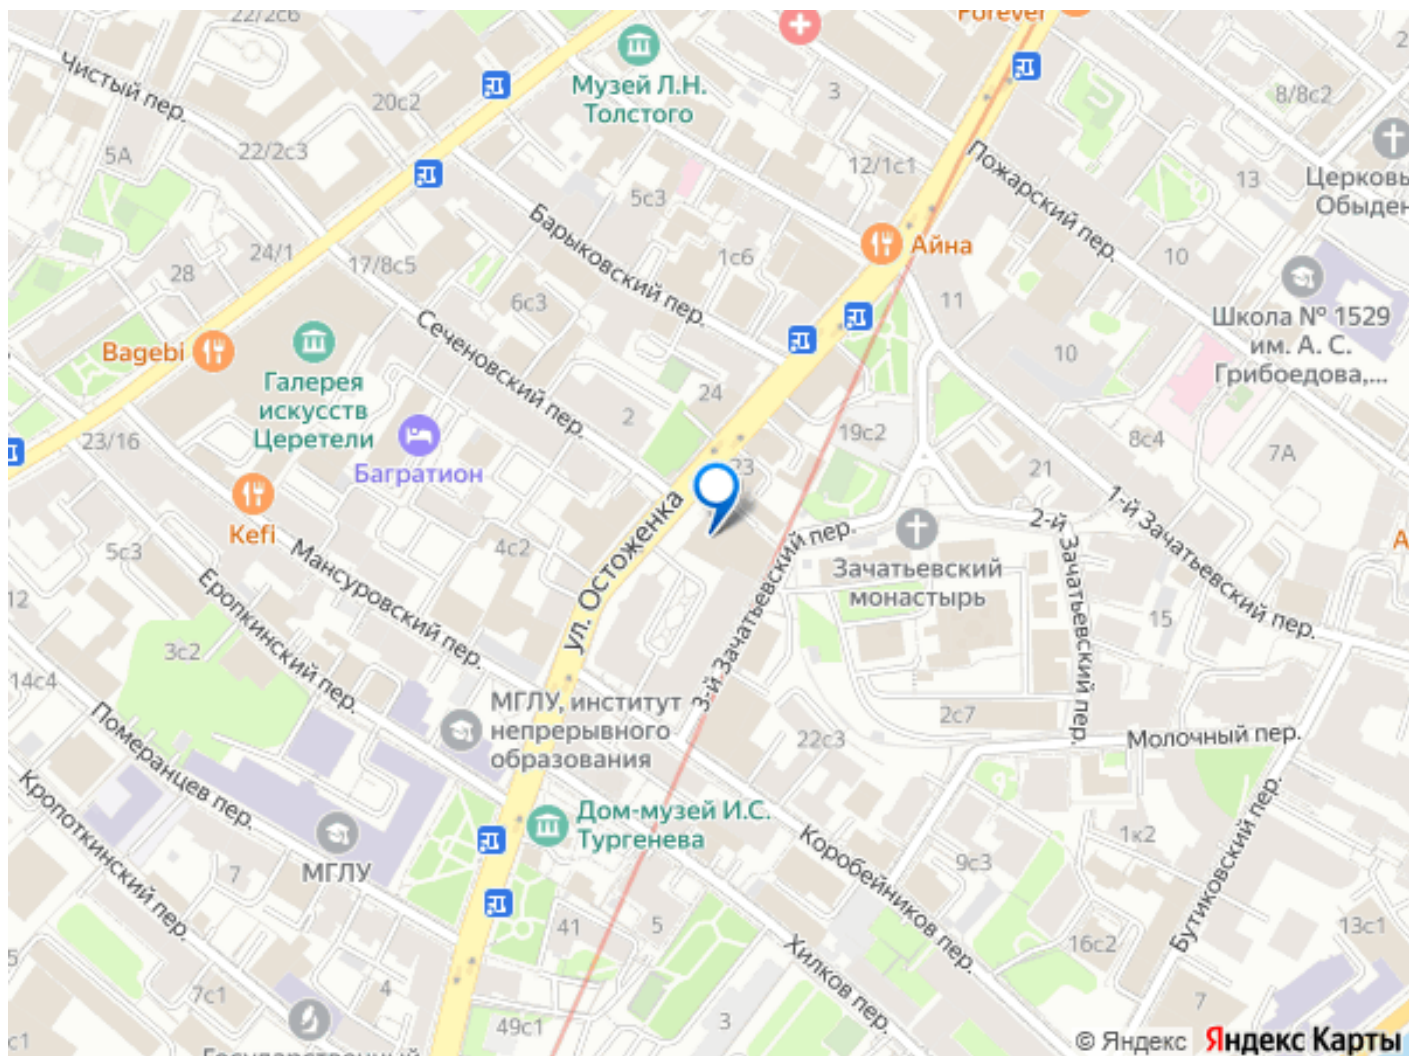 22/2с6
Forever
Чистый пер.
20с2
Музей Л.Н.
Толстого
3
8/8с2
5А
22/2с3
12/1с1
Пожарский пер.
13
Церковь
Обыден
5с3
Барыковский пер.
Айна
24/1
28
17/8с5
1с6
10
6с3
11
Сеченовский пер.
Школа № 1529
им. А. С.
Грибоедова,...
Bagebi
Галерея
искусств
Церетели
10
24
2
23/16
19с2
8с4
7А
Багратион
23
21
Kefi
ул. Остоженка
1-й Зачатьевский пер.
2-й Зачатьевский пер.
5с3
4с2
Мансуровский пер.
Еропкинский пер.
3-й Зачатьевский пер.
Зачатьевский
монастырь
12
15
3с2
14с4
МГЛУ, институт
непрерывного
образования
2с7
22с3
Молочный пер.
Померанцев пер.
Кропоткинский пер.
Дом-музей И.С.
Тургенева
1к2
МГЛУ
7
9с3
Коробейников пер.
Бутиковский пер.
41
5
13с1
16с2
Хилков пер.
5
7с1
4
7
49с1
3
с1
© Яндекс Яндекс Карты